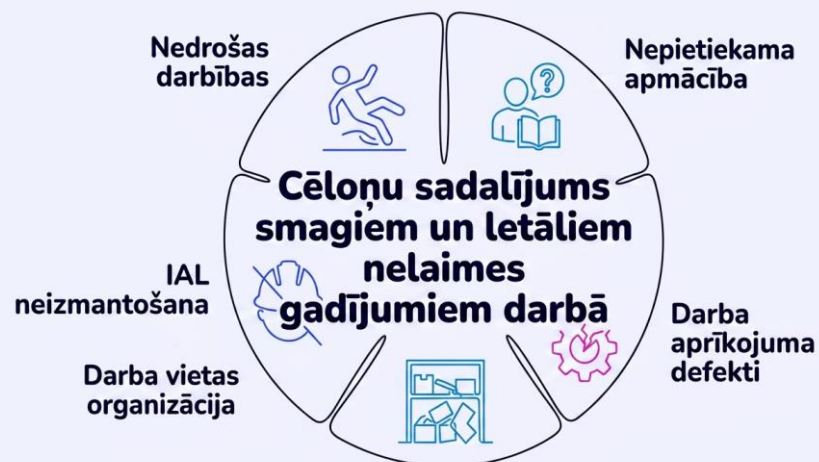 Nedrošas
darbības
Nepietiekama
apmācība
Cēloņu sadalījums
smagiem un letāliem
nelaimes
gadījumiem darbā
IAL
neizmantošana
Darba
aprīkojuma
defekti
Darba vietas
organizācija
?